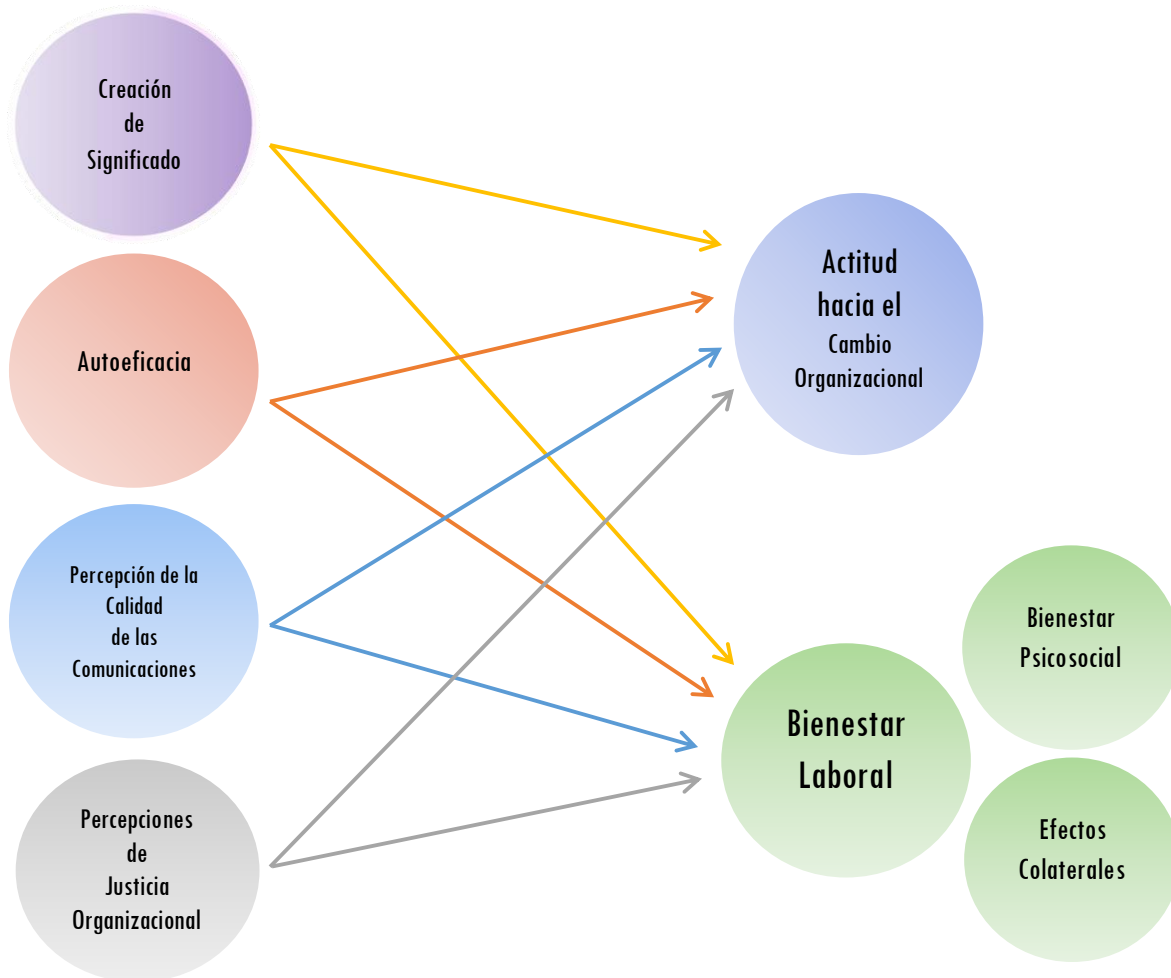 Creación
de
Significado
Autoeficacia
Percepción de la
Calidad
de las
Comunicaciones
Percepciones
de
Justicia
Organizacional
Actitud
hacia el
Cambio
Organizacional
Bienestar
Laboral
Bienestar
Psicosocial
Efectos
Colaterales